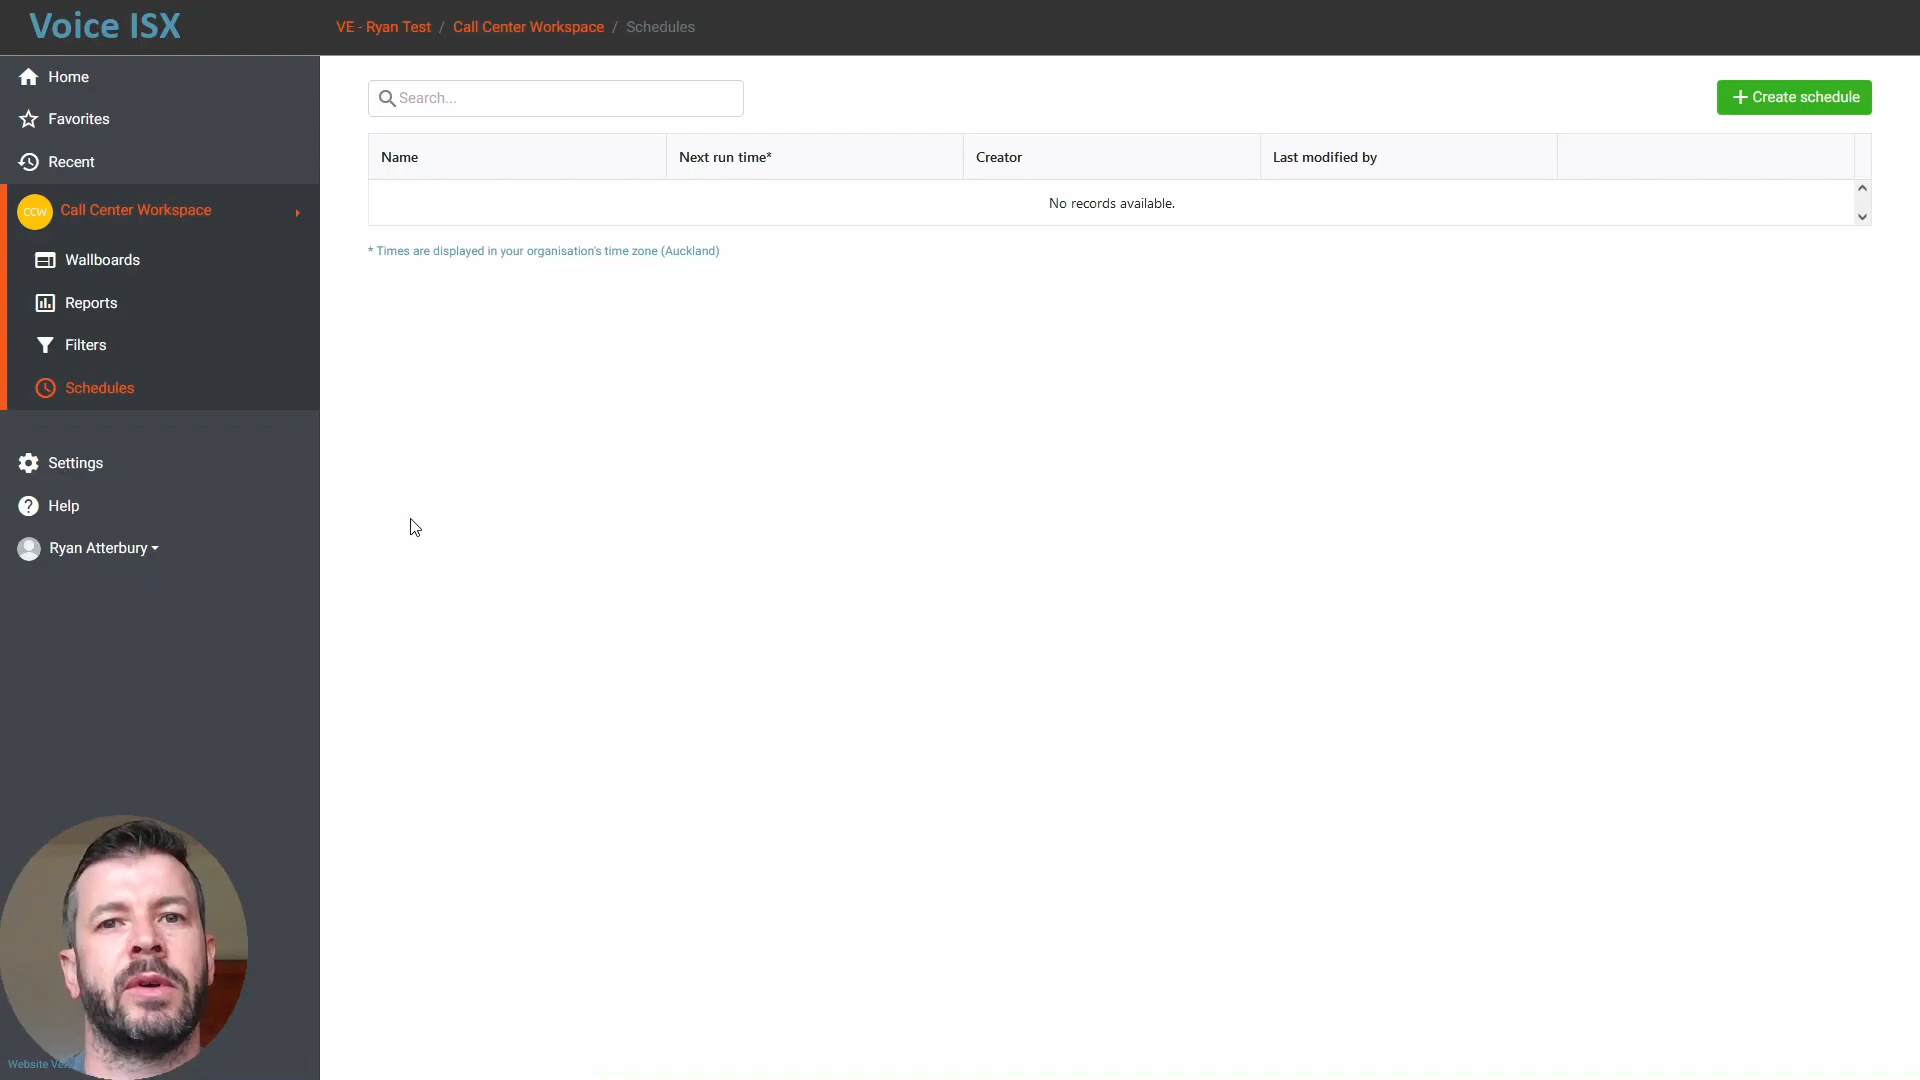 Voice ISX
VE - Ryan Test / Call Center Workspace / Schedules
Home
Favorites
Recent
CCW Call Center Workspace
Wallboards
Reports
Filters
Schedules
Settings
Help
Ryan Atterbury
Search...
Create schedule
Name Next run time* Creator Last modified by
No records available.
* Times are displayed in your organisation's time zone (Auckland)
Website